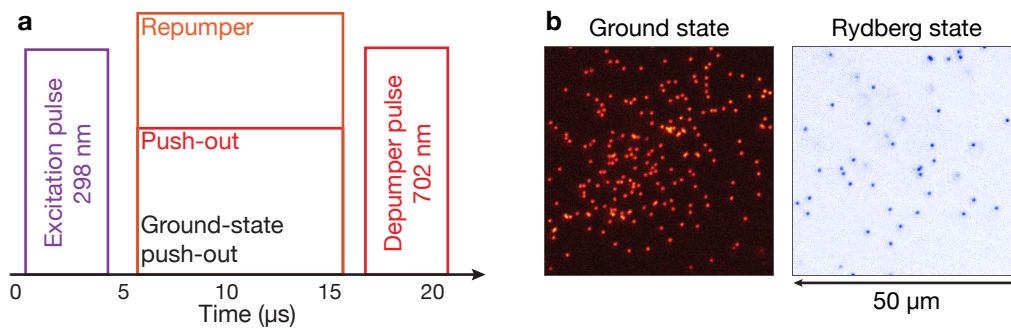 a
Repumper
Push-out
Ground-state
push-out
Excitation pulse
298 nm
Depumper pulse
702 nm
0
5
10
15
20
Time (µs)
b
Ground state
Rydberg state
50 µm